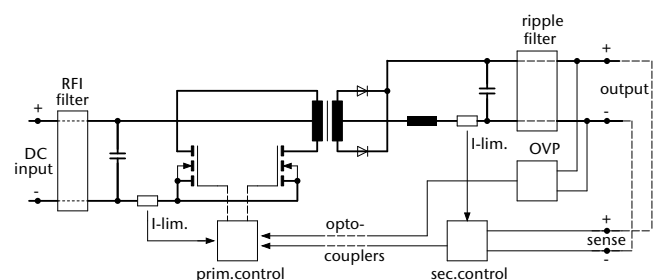 ripple
filter
+
RFI
filter
output
+
-
DC
input
I-lim.
OVP
-
I-lim.
opto-
+
sense
couplers
-
prim.control
sec.control